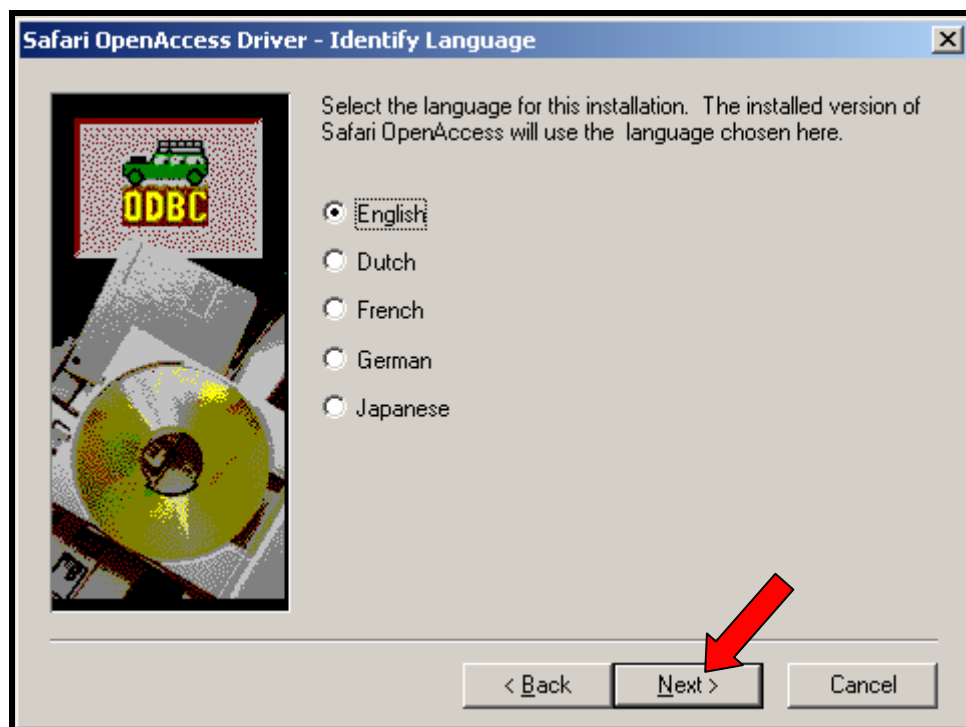 Safari OpenAccess Driver - Identify Language
Select the language for this installation.  The installed version of
Safari OpenAccess will use the  language chosen here.
ODBC
English
Dutch
French
German
Japanese
< Back
Next >
Cancel